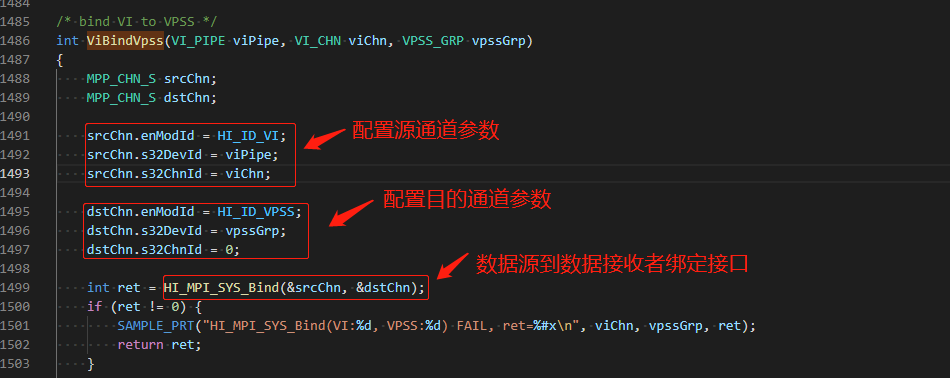 1484
1485 /* bind VI to VPSS */
1486 int ViBindVpss(VI_PIPE viPipe, VI_CHN viChn, VPSS_GRP vpssGrp)
1487 {
1488 MPP_CHN_S srcChn;
1489 MPP_CHN_S dstChn;
1490
1491 srcChn.enModId = HI_ID_VI; 配置源通道参数
1492 srcChn.s32DevId = viPipe;
1493 srcChn.s32ChnId = viChn;
1494
1495 dstChn.enModId = HI_ID_VPSS; 配置目的通道参数
1496 dstChn.s32DevId = vpssGrp;
1497 dstChn.s32ChnId = 0;
1498 数据源到数据接收者绑定接口
1499 int ret = HI_MPI_SYS_Bind(&srcChn, &dstChn);
1500 if (ret != 0) {
1501 SAMPLE_PRT("HI_MPI_SYS_Bind(VI:%d, VPSS:%d) FAIL, ret=%#x\n", viChn, vpssGrp, ret);
1502 return ret;
1503 }